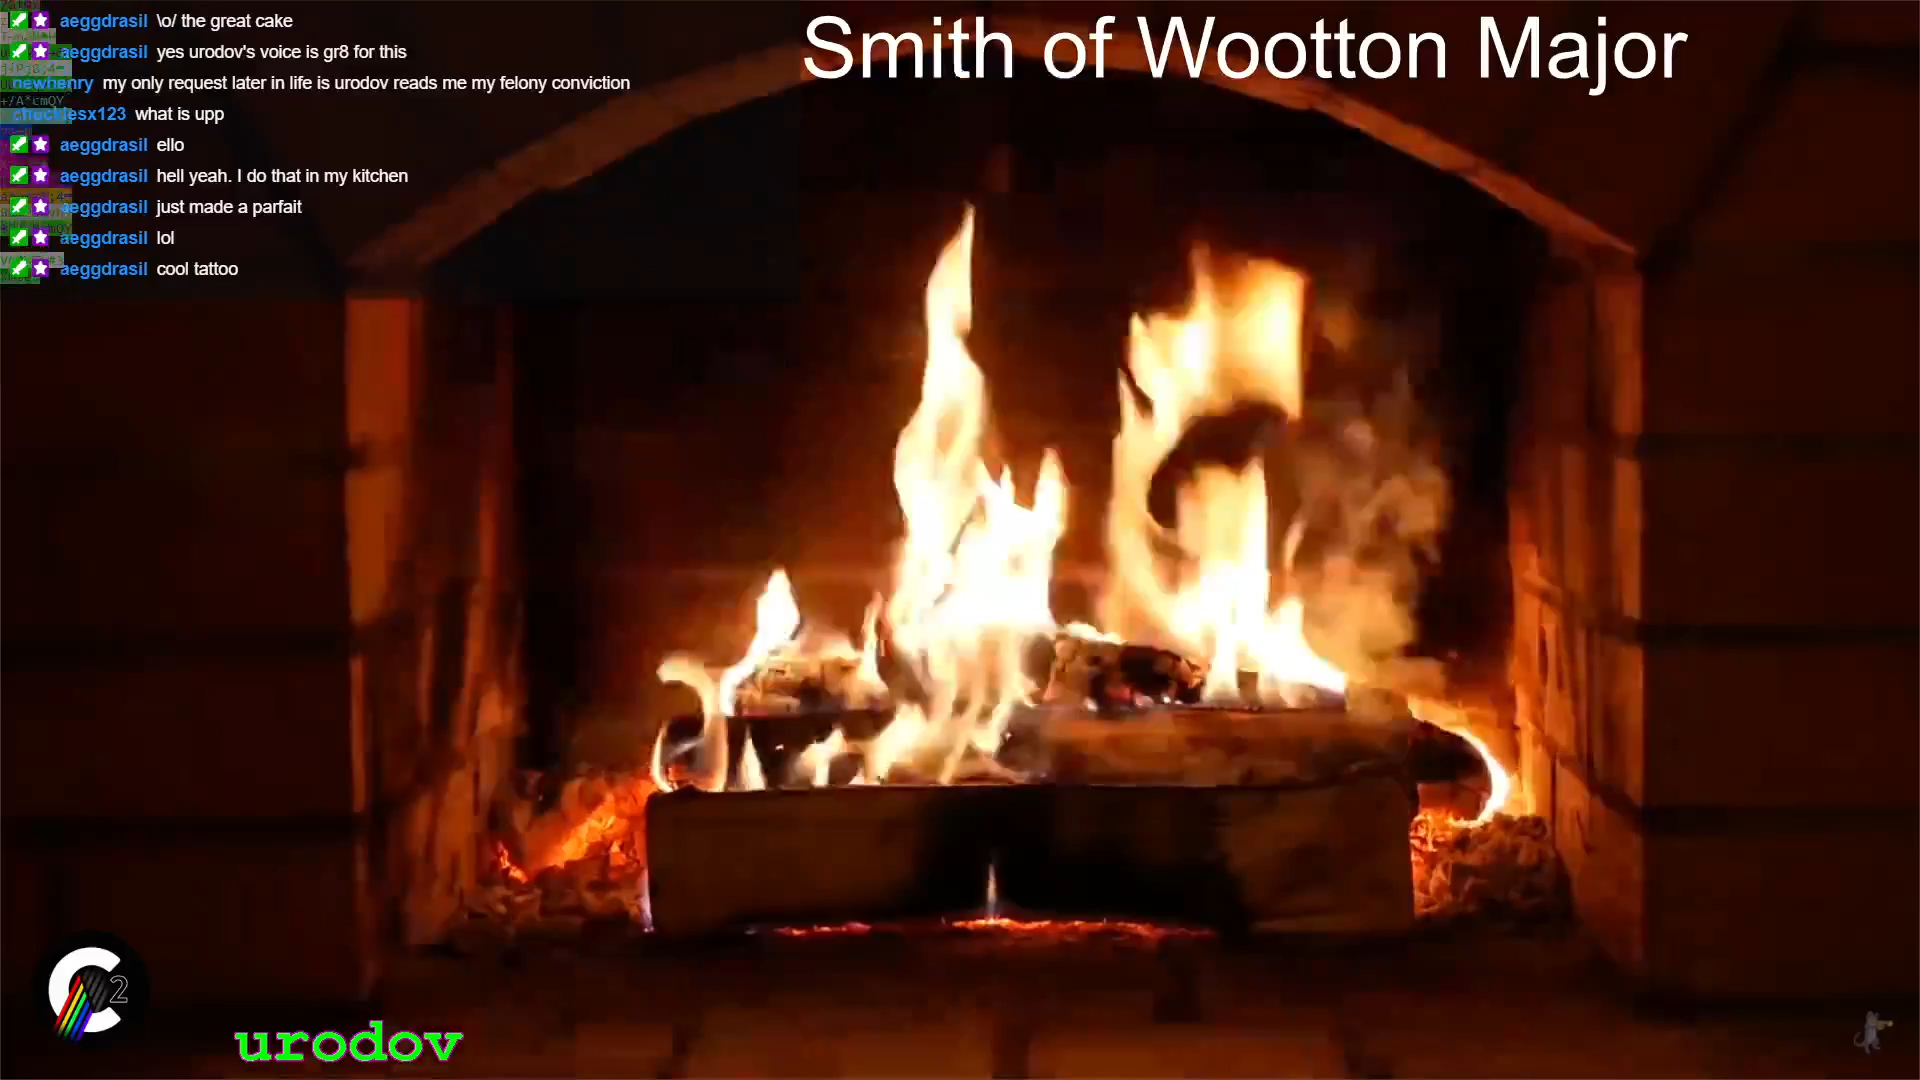 aeggdrasil \o/ the great cake
Smith of Wootton Major
aeggdrasil yes urodov's voice is gr8 for this
newhenry my only request later in life is urodov reads me my felony conviction
chucklesx123 what is upp
aeggdrasil ello
aeggdrasil hell yeah. I do that in my kitchen
aeggdrasil just made a parfait
aeggdrasil lol
aeggdrasil cool tattoo
C 2
urodov